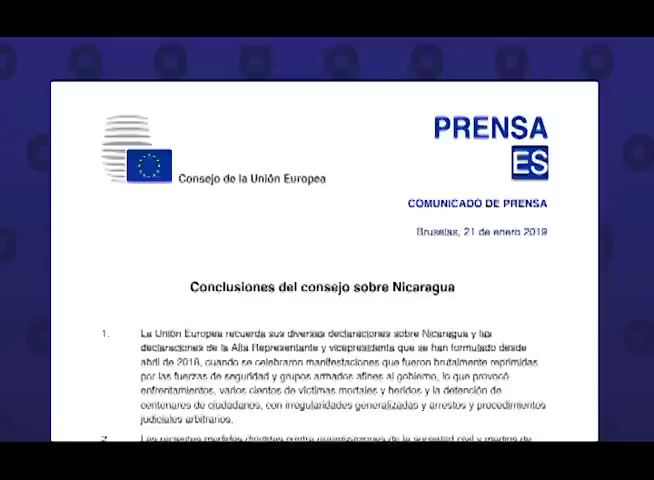 PRENSA
ES
Consejo de la Unión Europea
COMUNICADO DE PRENSA
Bruselas, 21 de enero 2019
Conclusiones del consejo sobre Nicaragua
1. La Unión Europea recuerda sus diversas declaraciones sobre Nicaragua y las
declaraciones de la Alta Representante y vicepresidenta que se han formulado desde
abril de 2018, cuando se celebraron manifestaciones que fueron brutalmente reprimidas
por las fuerzas de seguridad y grupos armados afines al gobierno, lo que provocó
enfrentamientos, varios cientos de víctimas mortales y heridos y la detención de
centenares de ciudadanos, con irregularidades generalizadas y arrestos y procedimientos
judiciales arbitrarios.
2.